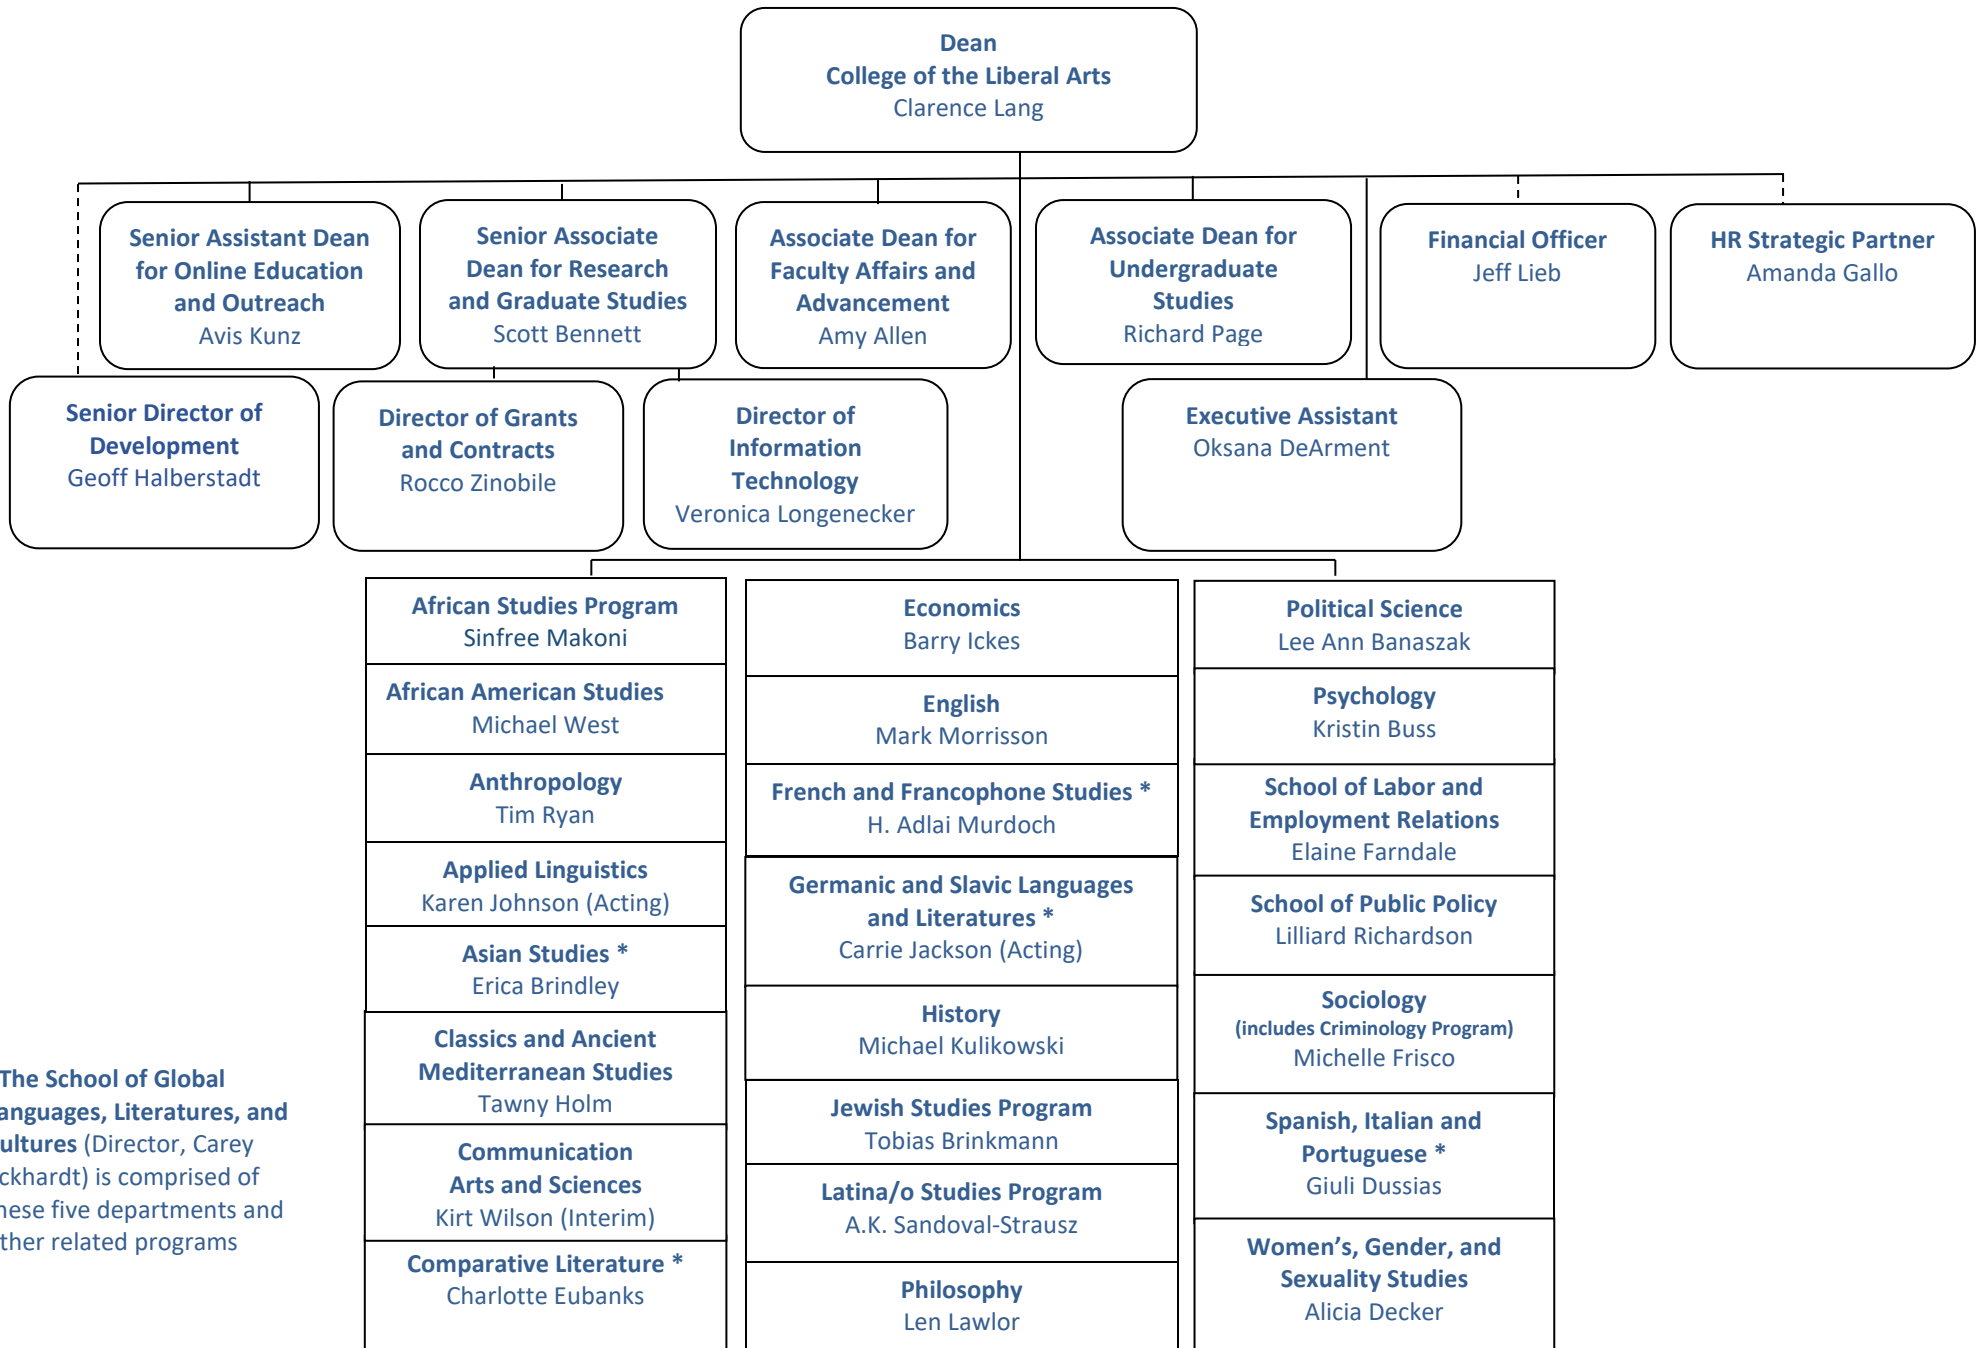 Dean
College of the Liberal Arts
Clarence Lang
Senior Assistant Dean
for Online Education
and Outreach
Avis Kunz
Senior Associate
Dean for Research
and Graduate Studies
Scott Bennett
Associate Dean for
Faculty Affairs and
Advancement
Amy Allen
Associate Dean for
Undergraduate
Studies
Richard Page
Financial Officer
Jeff Lieb
HR Strategic Partner
Amanda Gallo
Senior Director of
Development
Geoff Halberstadt
Director of Grants
and Contracts
Rocco Zinobile
Director of
Information
Technology
Veronica Longenecker
Executive Assistant
Oksana DeArment
African Studies Program
Sinfree Makoni
African American Studies
Michael West
Anthropology
Tim Ryan
Applied Linguistics
Karen Johnson (Acting)
Asian Studies *
Erica Brindley
Classics and Ancient
Mediterranean Studies
Tawny Holm
Communication
Arts and Sciences
Kirt Wilson (Interim)
Comparative Literature *
Charlotte Eubanks
Economics
Barry Ickes
English
Mark Morrisson
French and Francophone Studies *
H. Adlai Murdoch
Germanic and Slavic Languages
and Literatures *
Carrie Jackson (Acting)
History
Michael Kulikowski
Jewish Studies Program
Tobias Brinkmann
Latina/o Studies Program
A.K. Sandoval-Strausz
Philosophy
Len Lawlor
Political Science
Lee Ann Banaszak
Psychology
Kristin Buss
School of Labor and
Employment Relations
Elaine Farndale
School of Public Policy
Lilliard Richardson
Sociology
(includes Criminology Program)
Michelle Frisco
Spanish, Italian and
Portuguese *
Giuli Dussias
Women's, Gender, and
Sexuality Studies
Alicia Decker
The School of Global
anguages, Literatures, and
ultures (Director, Carey
ckhardt) is comprised of
hese five departments and
ther related programs